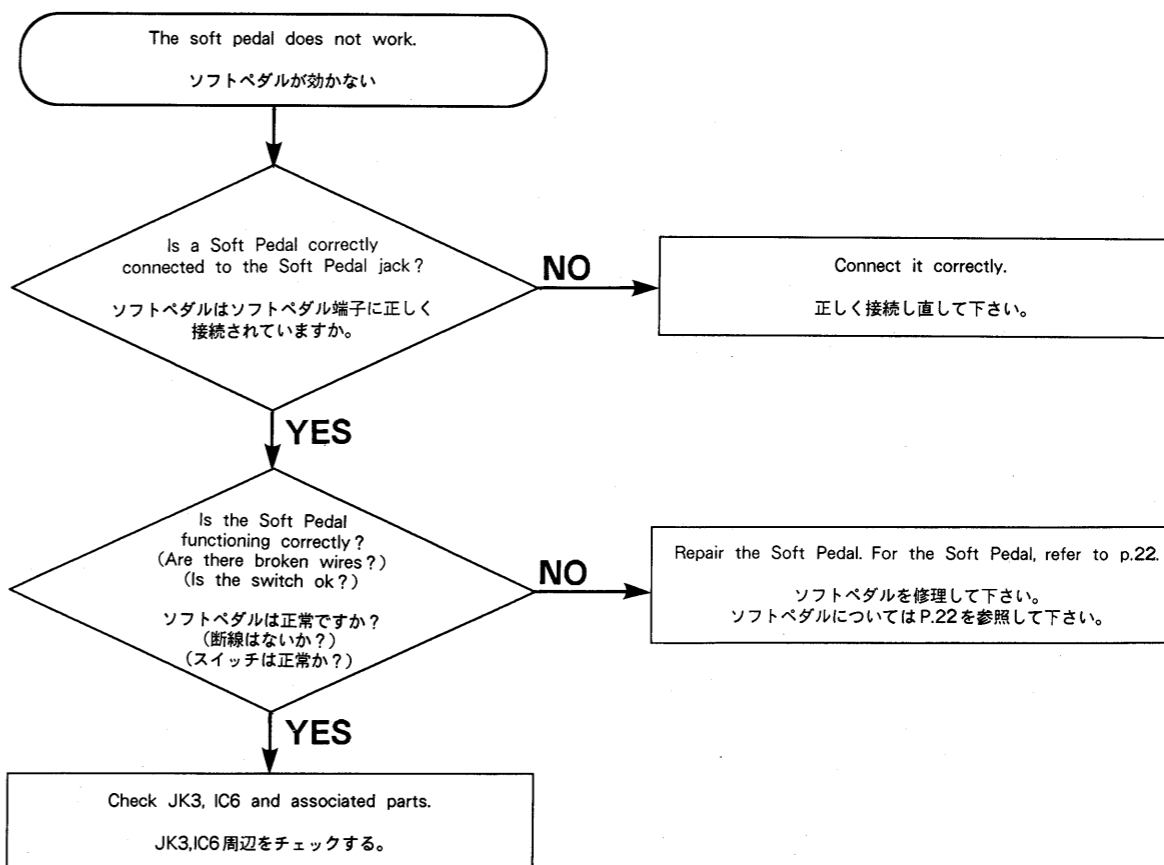 The soft pedal does not work.
ソフトペダルが効かない
Is a Soft Pedal correctly
connected to the Soft Pedal jack?
ソフトペダルはソフトペダル端子に正しく
接続されていますか。
NO
Connect it correctly.
正しく接続し直して下さい。
YES
Is the Soft Pedal
functioning correctly?
(Are there broken wires?)
(Is the switch ok?)
ソフトペダルは正常ですか?
(断線はないか?)
(スイッチは正常か?)
NO
Repair the Soft Pedal. For the Soft Pedal, refer to p.22.
ソフトペダルを修理して下さい。
ソフトペダルについてはP.22を参照して下さい。
YES
Check JK3, IC6 and associated parts.
JK3,IC6周辺をチェックする。